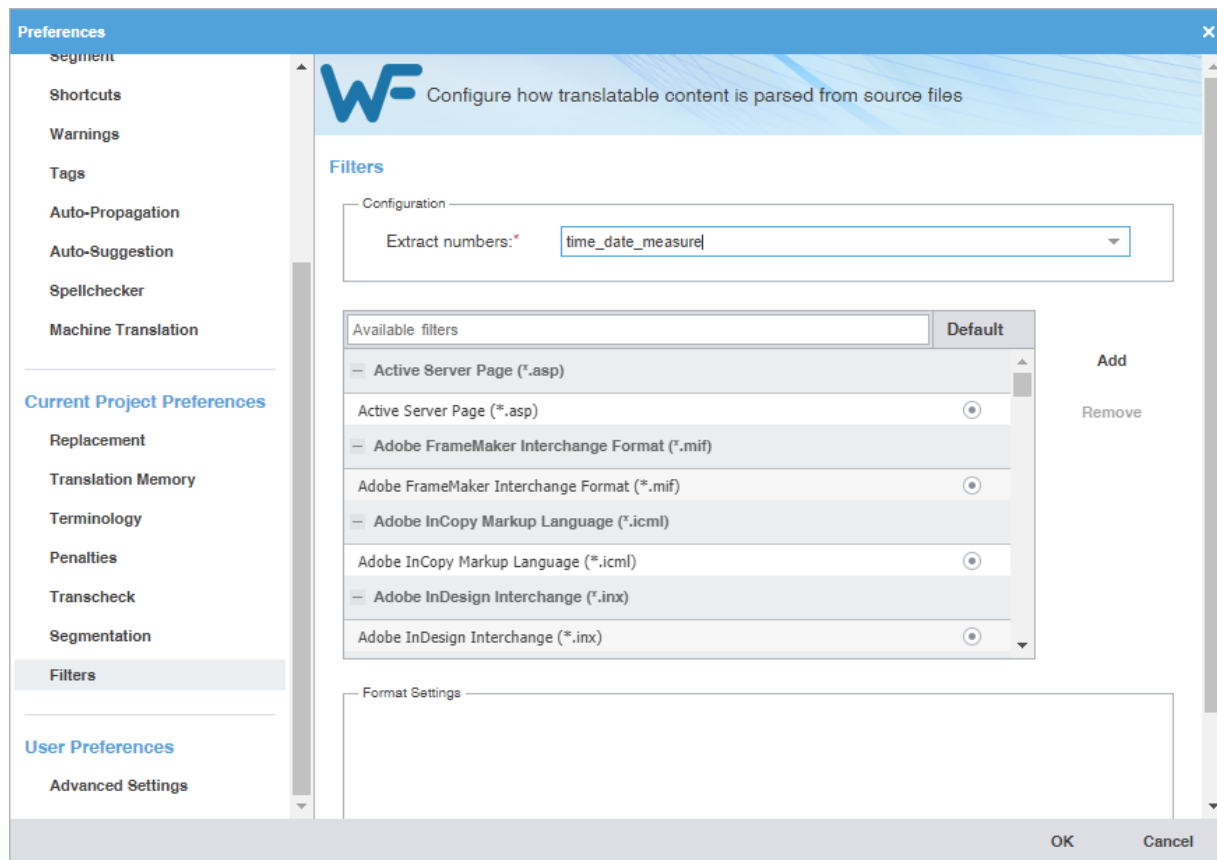 Preferences
Segment
Shortcuts
Warnings
Tags
Auto-Propagation
Auto-Suggestion
Spellchecker
Machine Translation
Current Project Preferences
Replacement
Translation Memory
Terminology
Penalties
Transcheck
Segmentation
Filters
User Preferences
Advanced Settings
WF Configure how translatable content is parsed from source files
Filters
Configuration
Extract numbers:* time_date_measure
Available filters Default
Active Server Page (*.asp)
Active Server Page (*.asp)
Adobe FrameMaker Interchange Format (*.mif)
Adobe FrameMaker Interchange Format (*.mif)
Adobe InCopy Markup Language (*.icml)
Adobe InCopy Markup Language (*.icml)
Adobe InDesign Interchange (*.inx)
Adobe InDesign Interchange (*.inx)
Add
Remove
Format Settings
OK Cancel